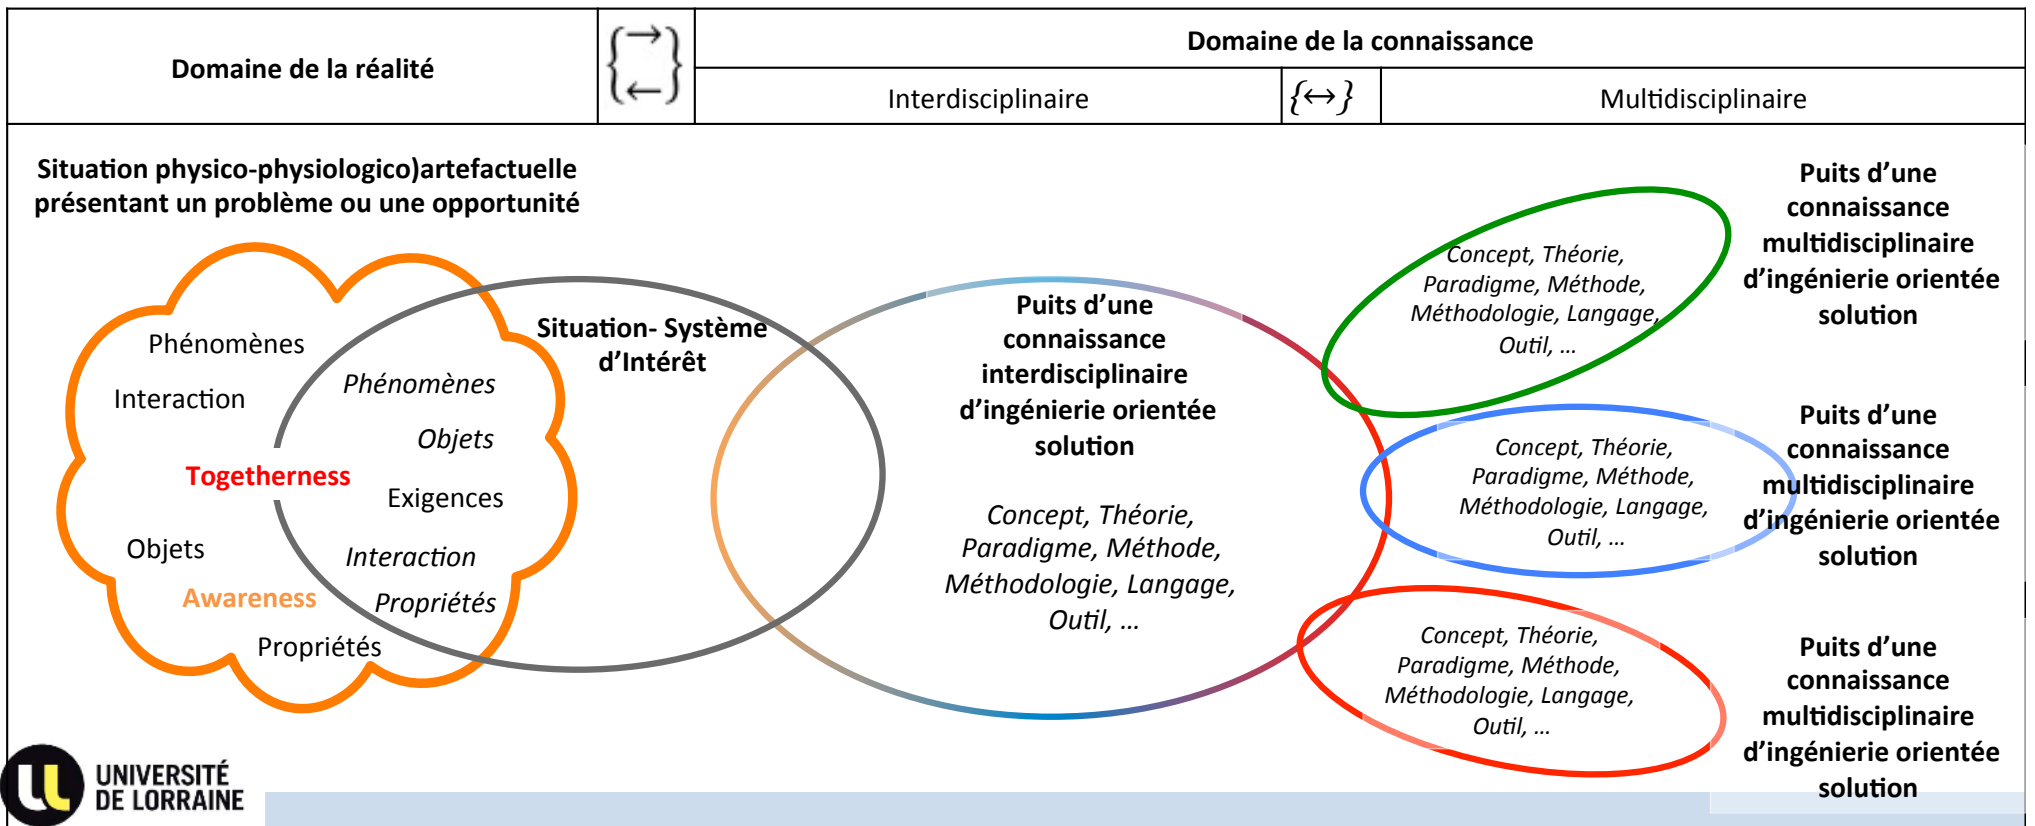 Domaine de la réalité
{→ ←}
Domaine de la connaissance
Interdisciplinaire
{↔}
Multidisciplinaire
Situation physico-physiologico)artefactuelle
présentant un problème ou une opportunité
Phénomènes
Interaction
Togetherness
Objets
Awareness
Propriétés
Phénomènes
Objets
Exigences
Interaction
Propriétés
Situation- Système
d’Intérêt
Puits d’une
connaissance
interdisciplinaire
d’ingénierie orientée
solution
Concept, Théorie,
Paradigme, Méthode,
Méthodologie, Langage,
Outil, ...
Concept, Théorie,
Paradigme, Méthode,
Méthodologie, Langage,
Outil, ...
Puits d’une
connaissance
multidisciplinaire
d’ingénierie orientée
solution
Concept, Théorie,
Paradigme, Méthode,
Méthodologie, Langage,
Outil, ...
Puits d’une
connaissance
multidisciplinaire
d’ingénierie orientée
solution
Concept, Théorie,
Paradigme, Méthode,
Méthodologie, Langage,
Outil, ...
Puits d’une
connaissance
multidisciplinaire
d’ingénierie orientée
solution
UNIVERSITÉ
DE LORRAINE